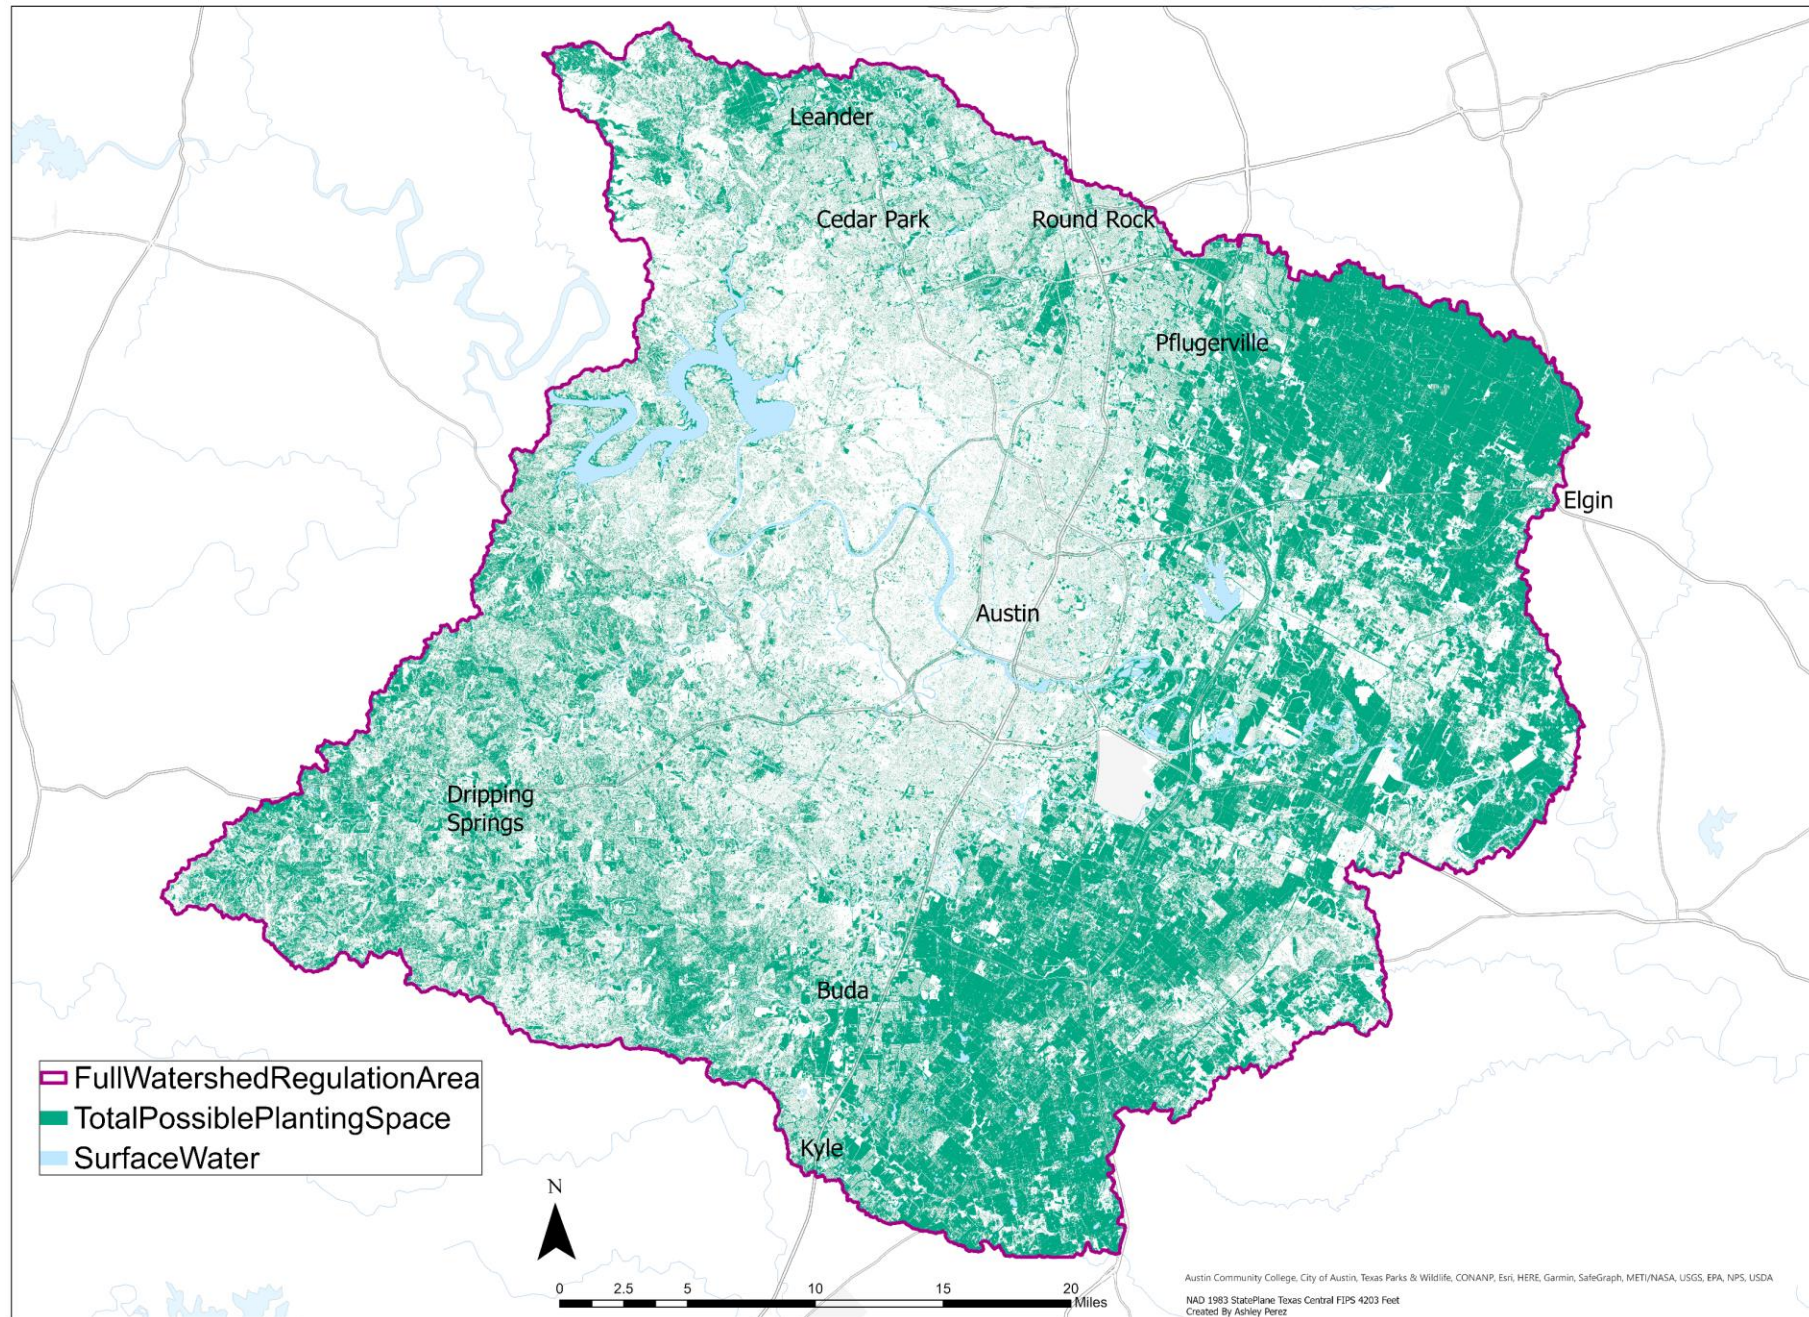 Leander
Cedar Park
Round Rock
Pflugerville
Elgin
Austin
Dripping
Springs
Buda
Kyle
FullWatershedRegulationArea
TotalPossiblePlantingSpace
SurfaceWater
N
0 2.5 5 10 15 20
Miles
Austin Community College, City of Austin, Texas Parks & Wildlife, CONANP, Esri, HERE, Garmin, SafeGraph, METI/NASA, USGS, EPA, NPS, USDA
NAD 1983 StatePlane Texas Central FIPS 4203 Feet
Created By Ashley Perez